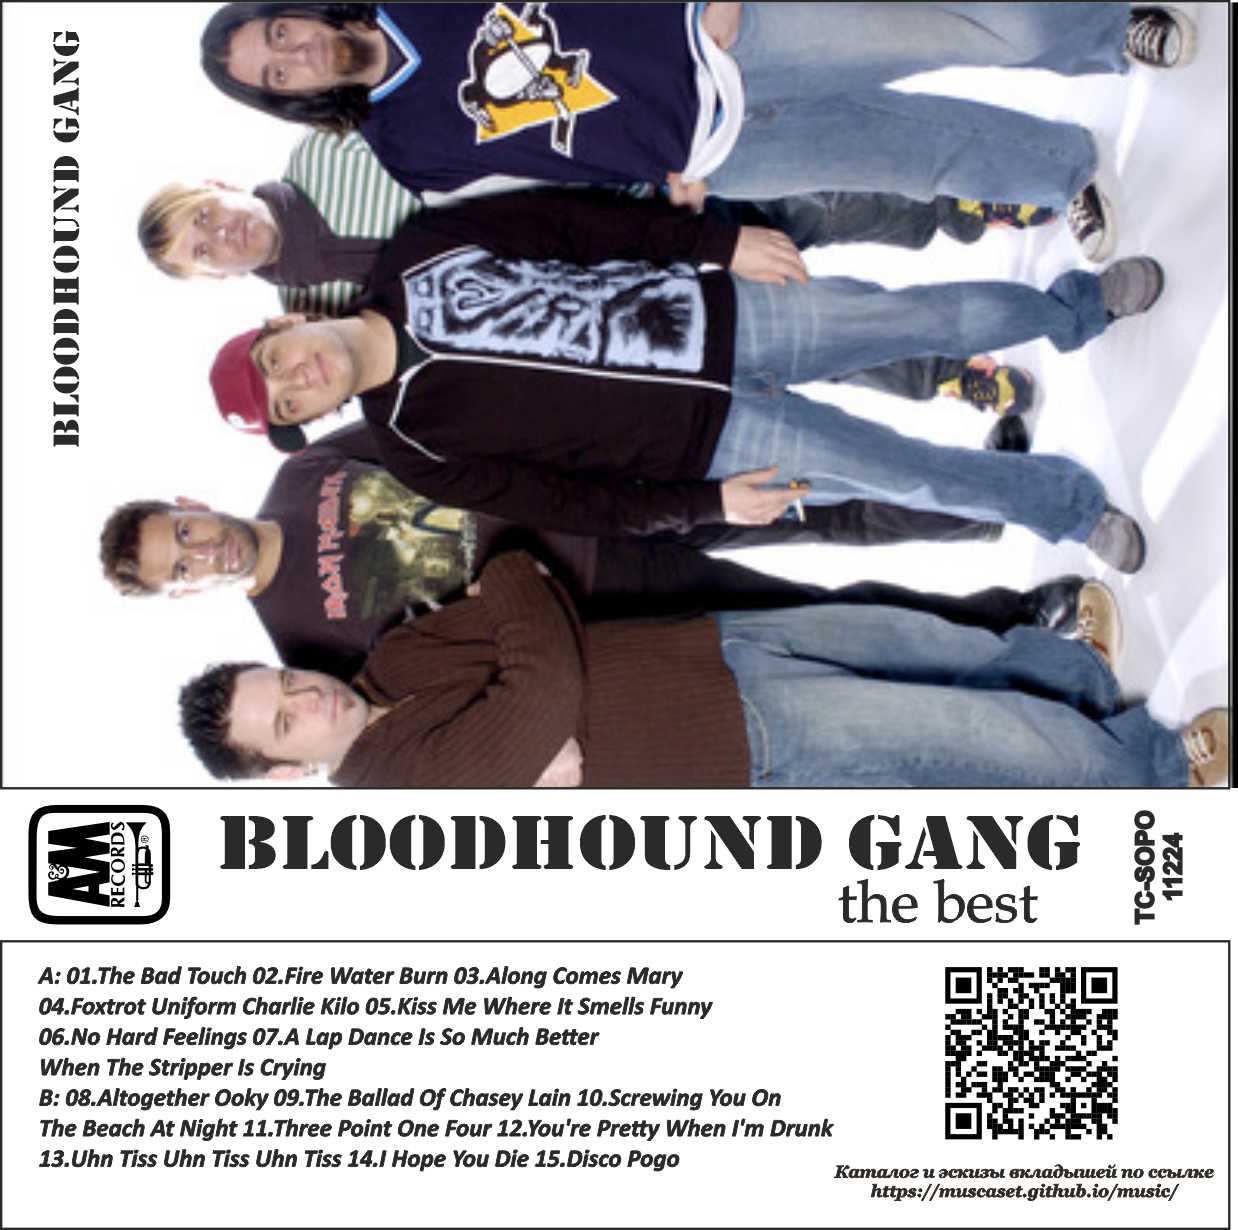 BLOODHOUND GANG
IRON MAIDEN
A&M
RECORDS
®
BLOODHOUND GANG
the best
TC-SOPO
11224
A: 01.The Bad Touch 02.Fire Water Burn 03.Along Comes Mary
04.Foxtrot Uniform Charlie Kilo 05.Kiss Me Where It Smells Funny
06.No Hard Feelings 07.A Lap Dance Is So Much Better
When The Stripper Is Crying
B: 08.Altogether Ooky 09.The Ballad Of Chasey Lain 10.Screwing You On
The Beach At Night 11.Three Point One Four 12.You're Pretty When I'm Drunk
13.Uhn Tiss Uhn Tiss Uhn Tiss 14.I Hope You Die 15.Disco Pogo
Каталог и эскизы вкладышей по ссылке
https://muscaset.github.io/music/